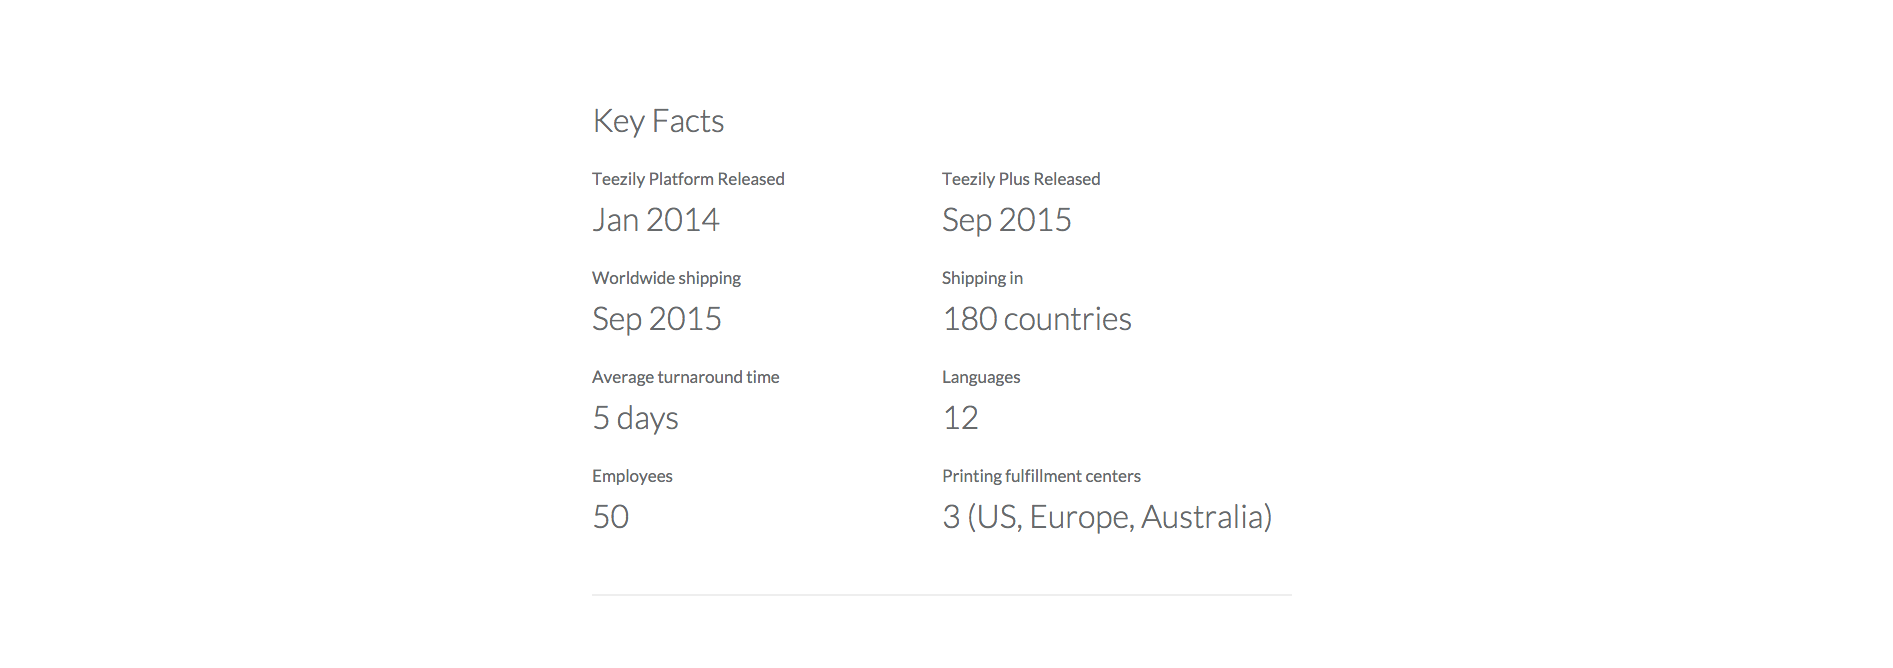 Key Facts
Teezily Platform Released
Jan 2014
Teezily Plus Released
Sep 2015
Worldwide shipping
Sep 2015
Shipping in
180 countries
Average turnaround time
5 days
Languages
12
Employees
50
Printing fulfillment centers
3 (US, Europe, Australia)